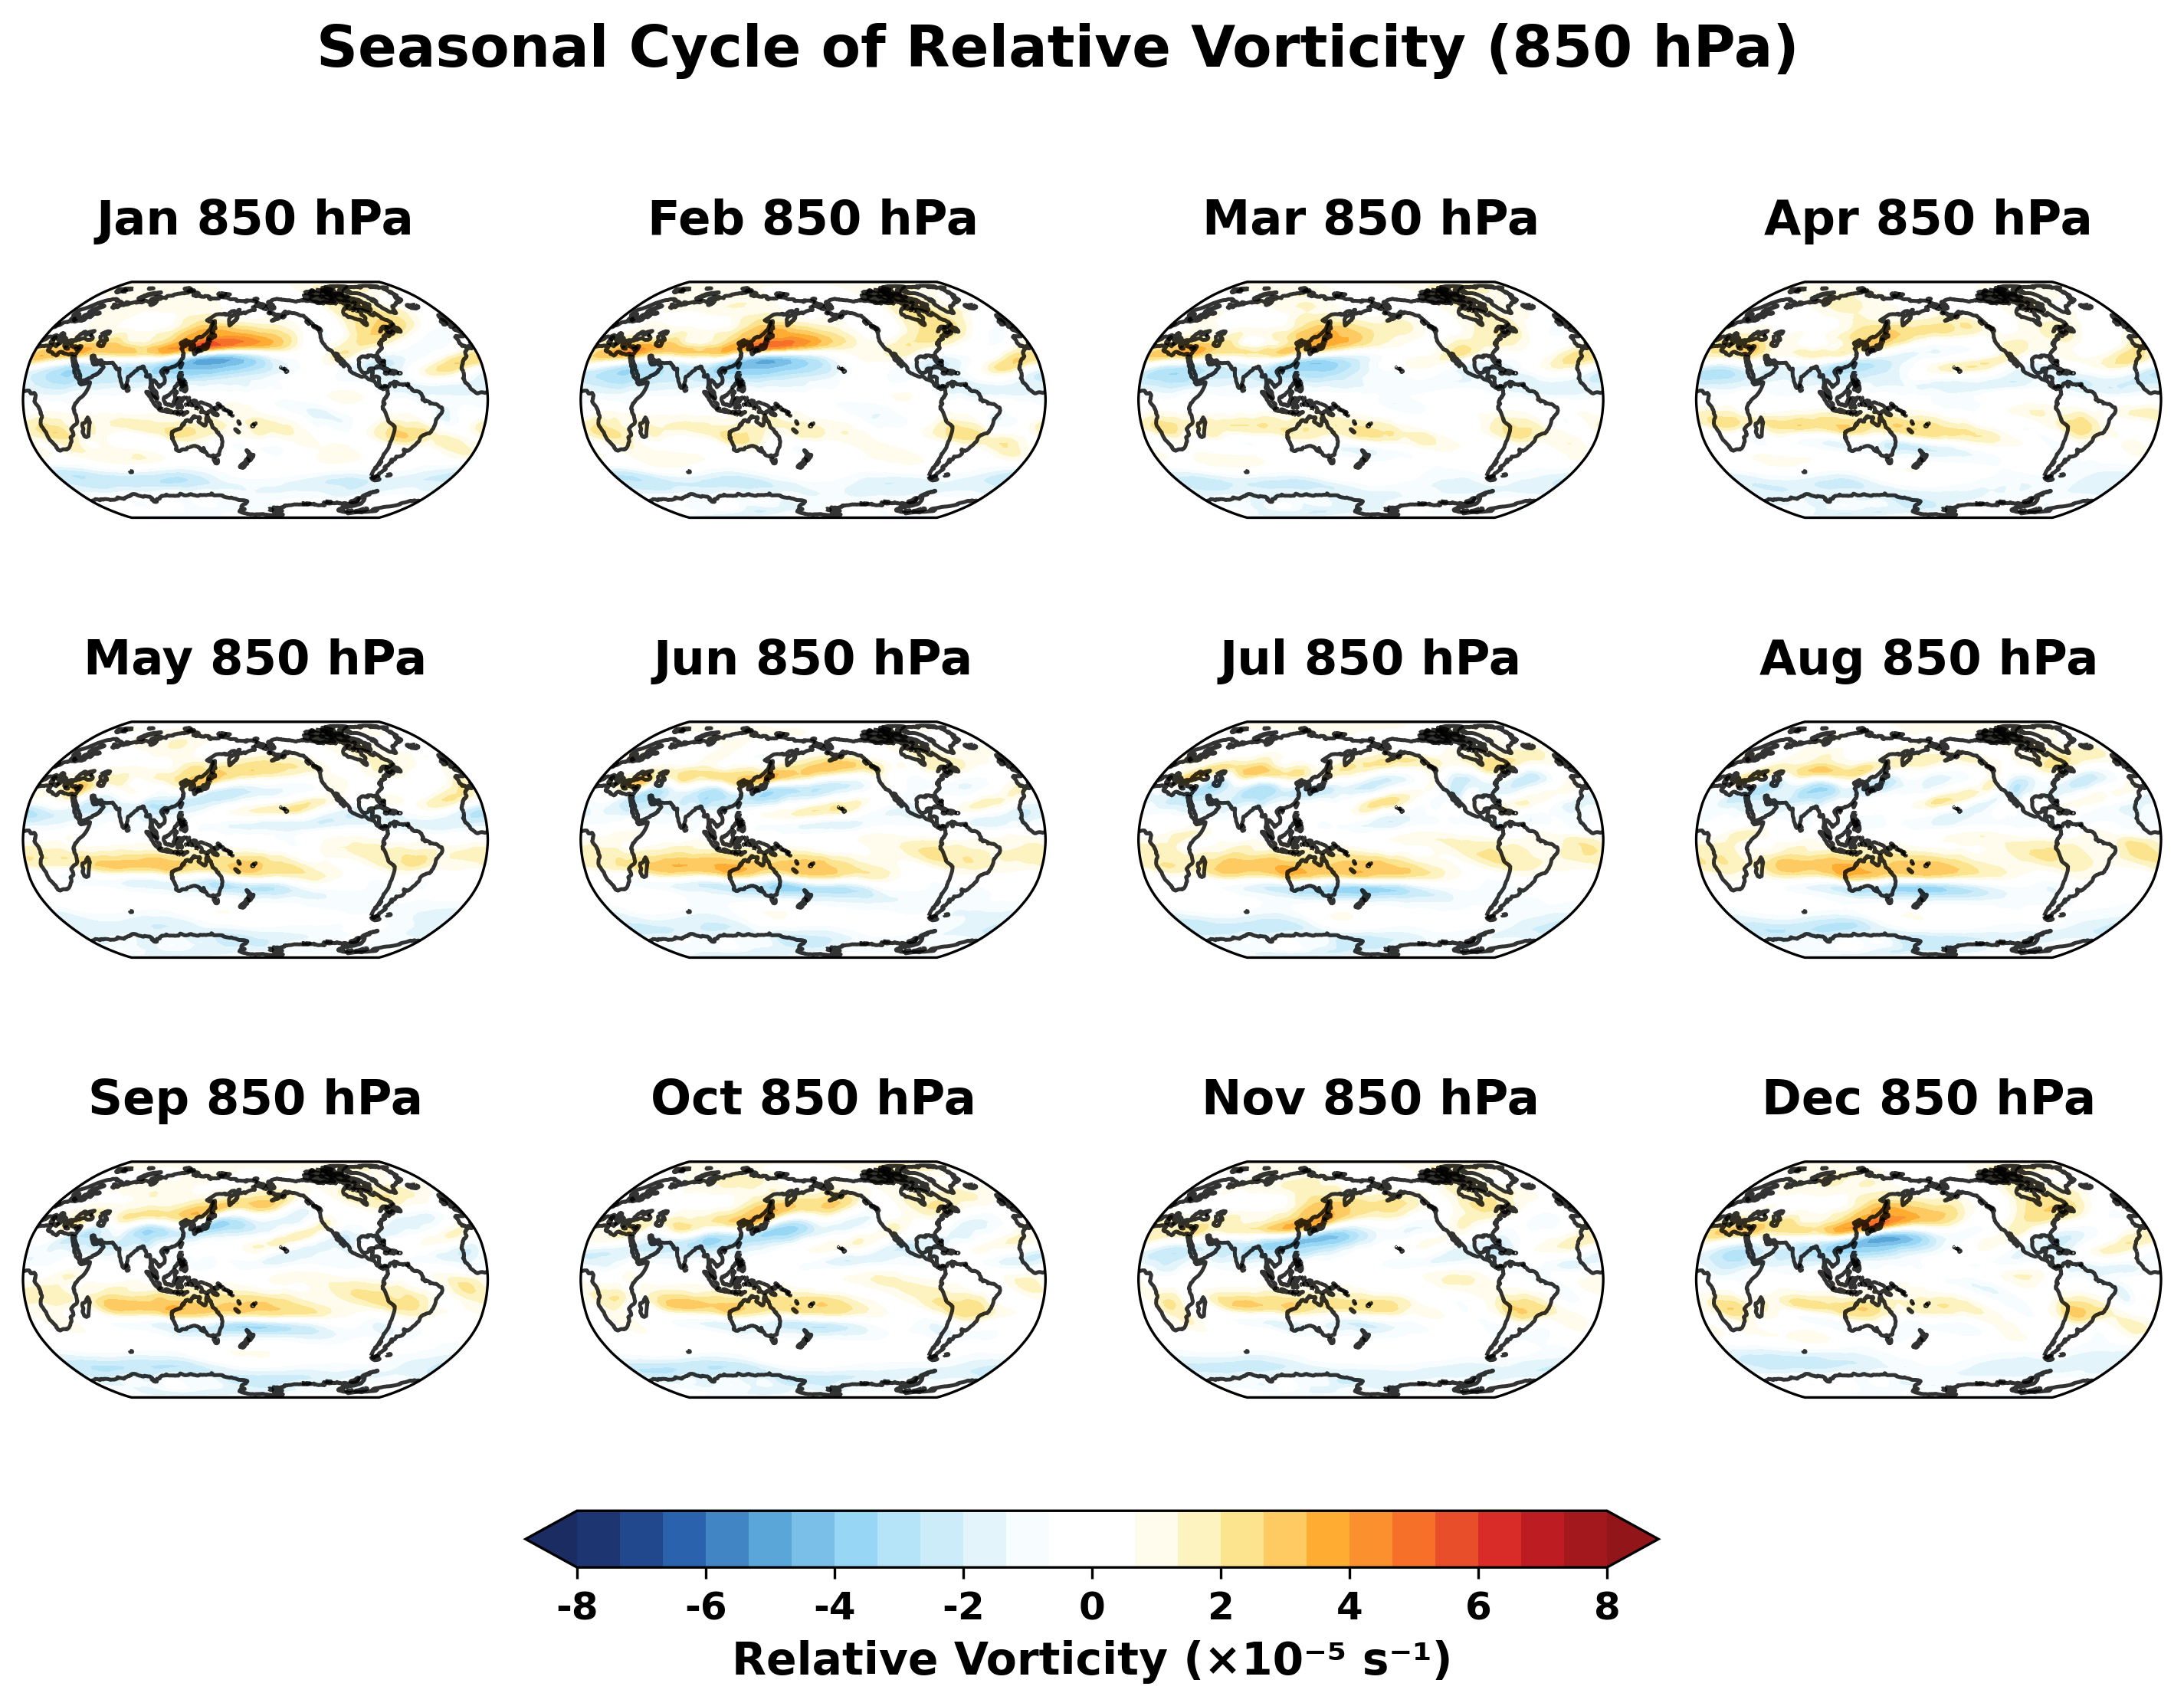 Seasonal Cycle of Relative Vorticity (850 hPa)
Jan 850 hPa
Feb 850 hPa
Mar 850 hPa
Apr 850 hPa
May 850 hPa
Jun 850 hPa
Jul 850 hPa
Aug 850 hPa
Sep 850 hPa
Oct 850 hPa
Nov 850 hPa
Dec 850 hPa
-8 -6 -4 -2 0 2 4 6 8
Relative Vorticity (×10⁻⁵ s⁻¹)